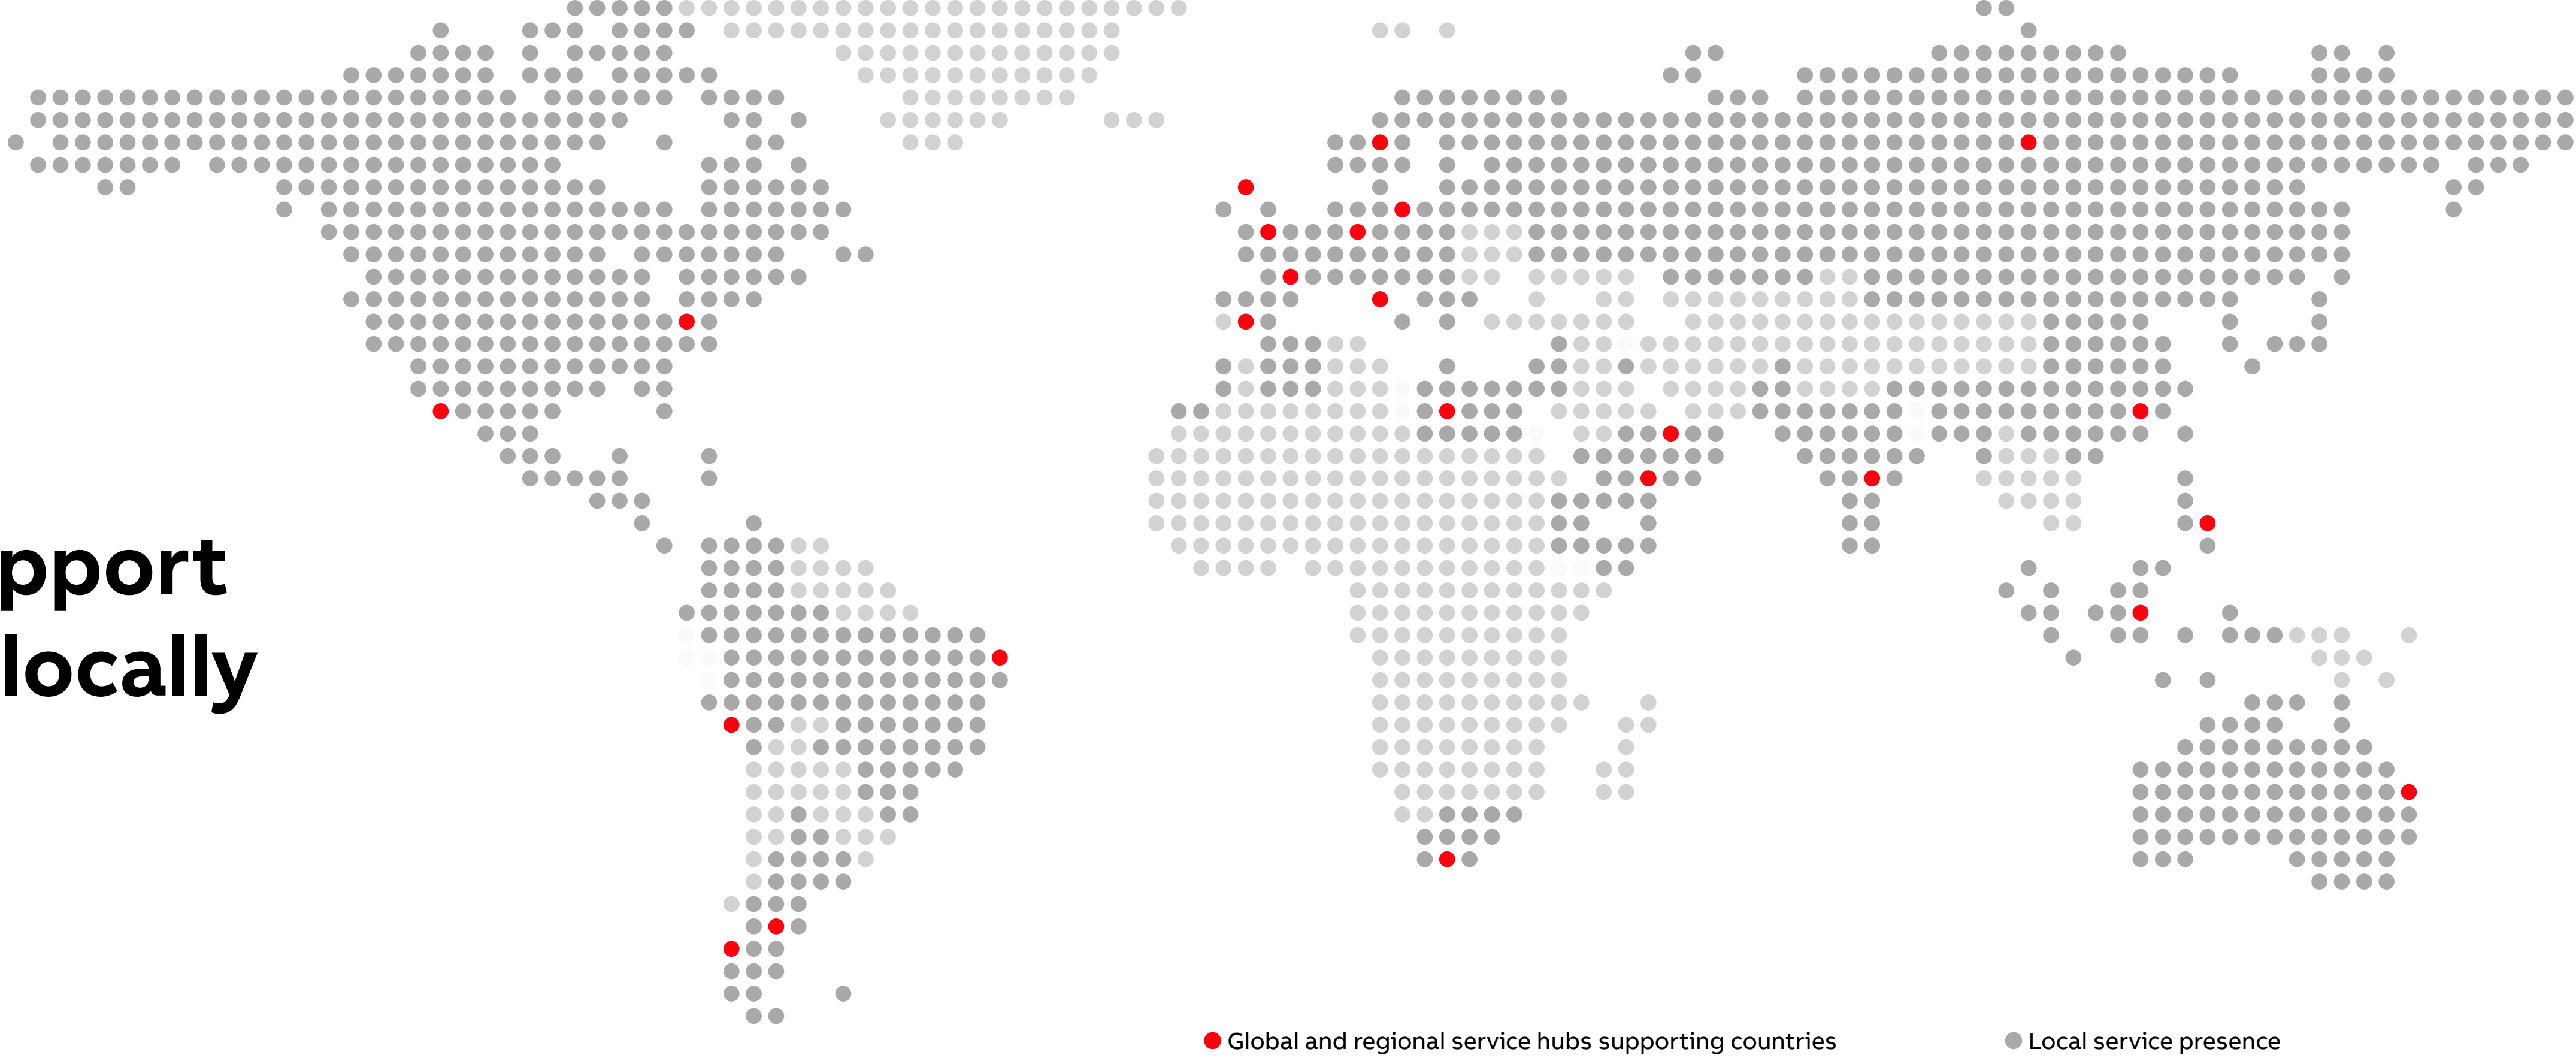 pport
locally
Global and regional service hubs supporting countries
Local service presence